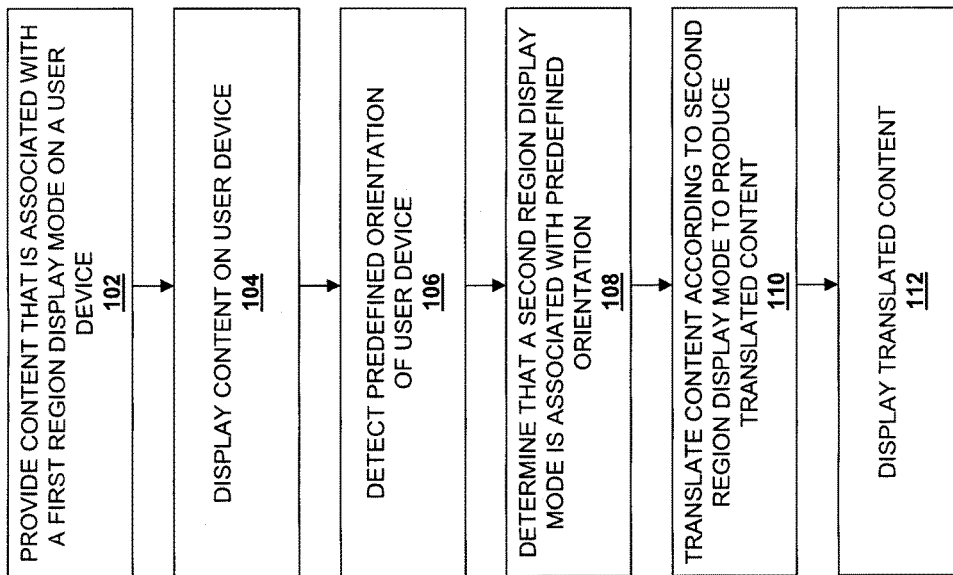 PROVIDE CONTENT THAT IS ASSOCIATED WITH
A FIRST REGION DISPLAY MODE ON A USER
DEVICE
102
DISPLAY CONTENT ON USER DEVICE
104
DETECT PREDEFINED ORIENTATION
OF USER DEVICE
106
DETERMINE THAT A SECOND REGION DISPLAY
MODE IS ASSOCIATED WITH PREDEFINED
ORIENTATION
108
TRANSLATE CONTENT ACCORDING TO SECOND
REGION DISPLAY MODE TO PRODUCE
TRANSLATED CONTENT
110
DISPLAY TRANSLATED CONTENT
112